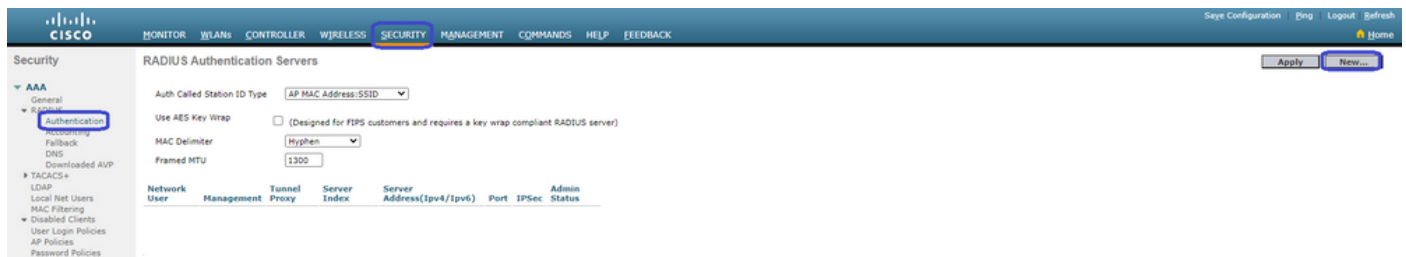 Save Configuration Ping Logout Refresh
CISCO MONITOR WLANs CONTROLLER WIRELESS SECURITY MANAGEMENT COMMANDS HELP FEEDBACK Home
Security
AAA
General
RADIUS
Authentication
Accounting
Fallback
DNS
Downloaded AVP
TACACS+
LDAP
Local Net Users
MAC Filtering
Disabled Clients
User Login Policies
AP Policies
Password Policies
RADIUS Authentication Servers
Apply New...
Auth Called Station ID Type AP MAC Address:SSID
Use AES Key Wrap (Designed for FIPS customers and requires a key wrap compliant RADIUS server)
MAC Delimiter Hyphen
Framed MTU 1300
Network User Management Tunnel Proxy Server Index Server Address(Ipv4/Ipv6) Port IPSec Admin Status